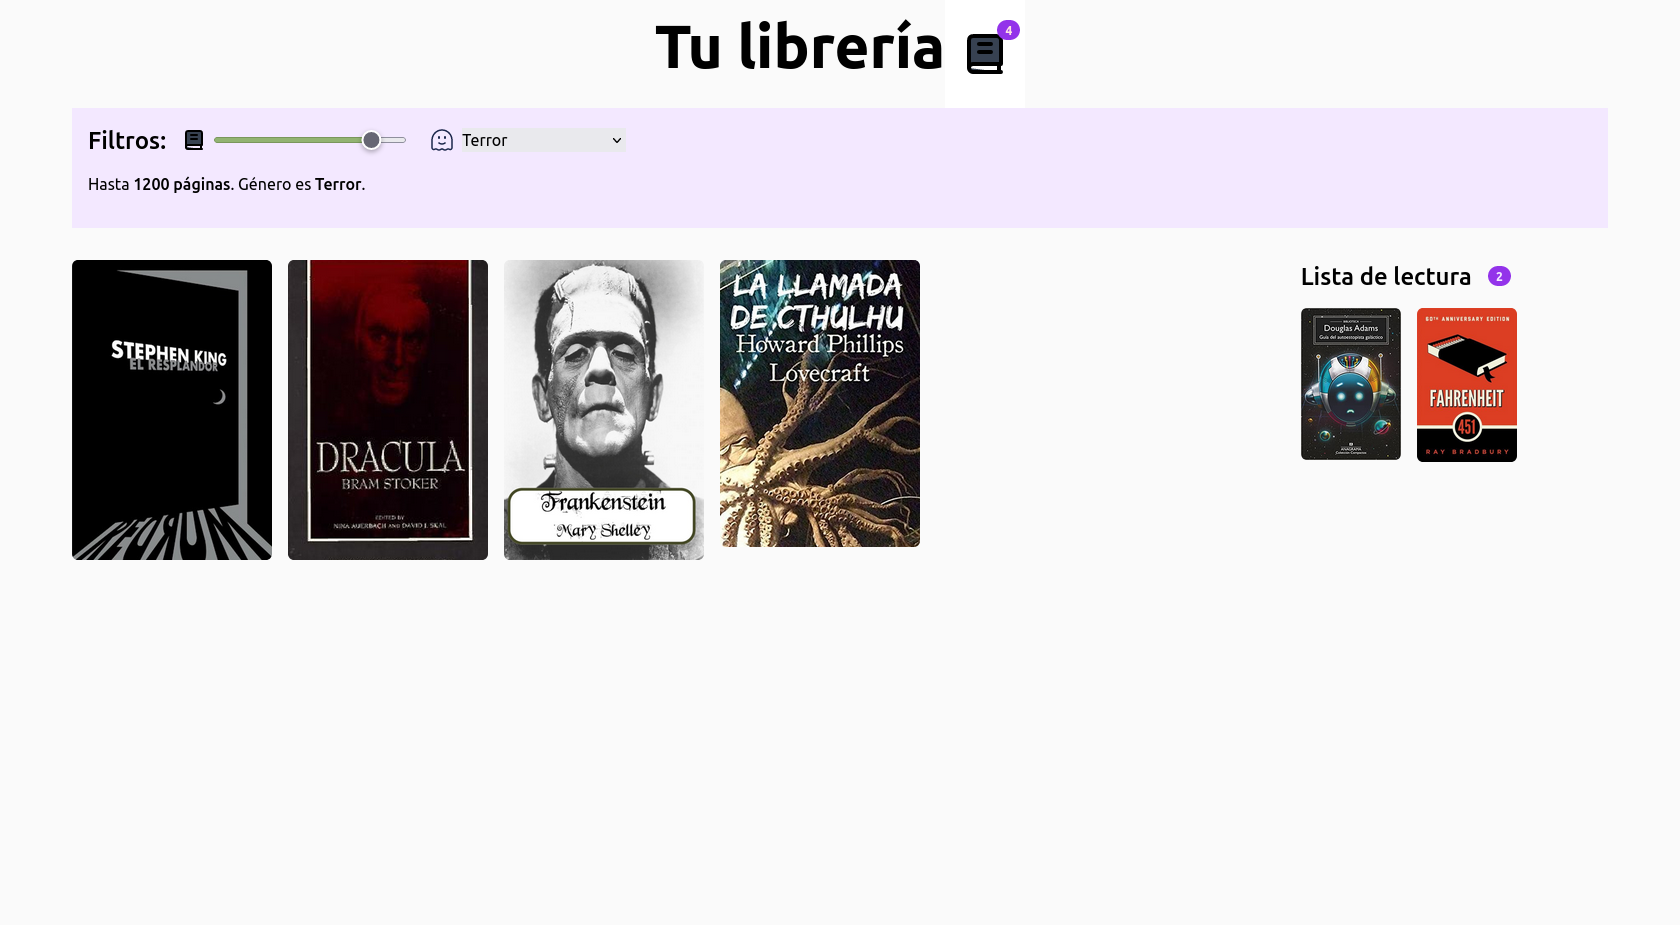 Tu librería
4
Filtros:
Terror
Hasta 1200 páginas. Género es Terror.
STEPHEN KING
EL RESPLANDOR
DRACULA
BRAM STOKER
EDITED BY
NINA AUERBACH AND DAVID J. SKAL
Frankenstein
Mary Shelley
LA LLAMADA
DE CTHULHU
Howard Phillips
Lovecraft
Lista de lectura
2
Douglas Adams
Guía del autoestopista galáctico
ANAGRAMA
60TH ANNIVERSARY EDITION
FAHRENHEIT
451
RAY BRADBURY